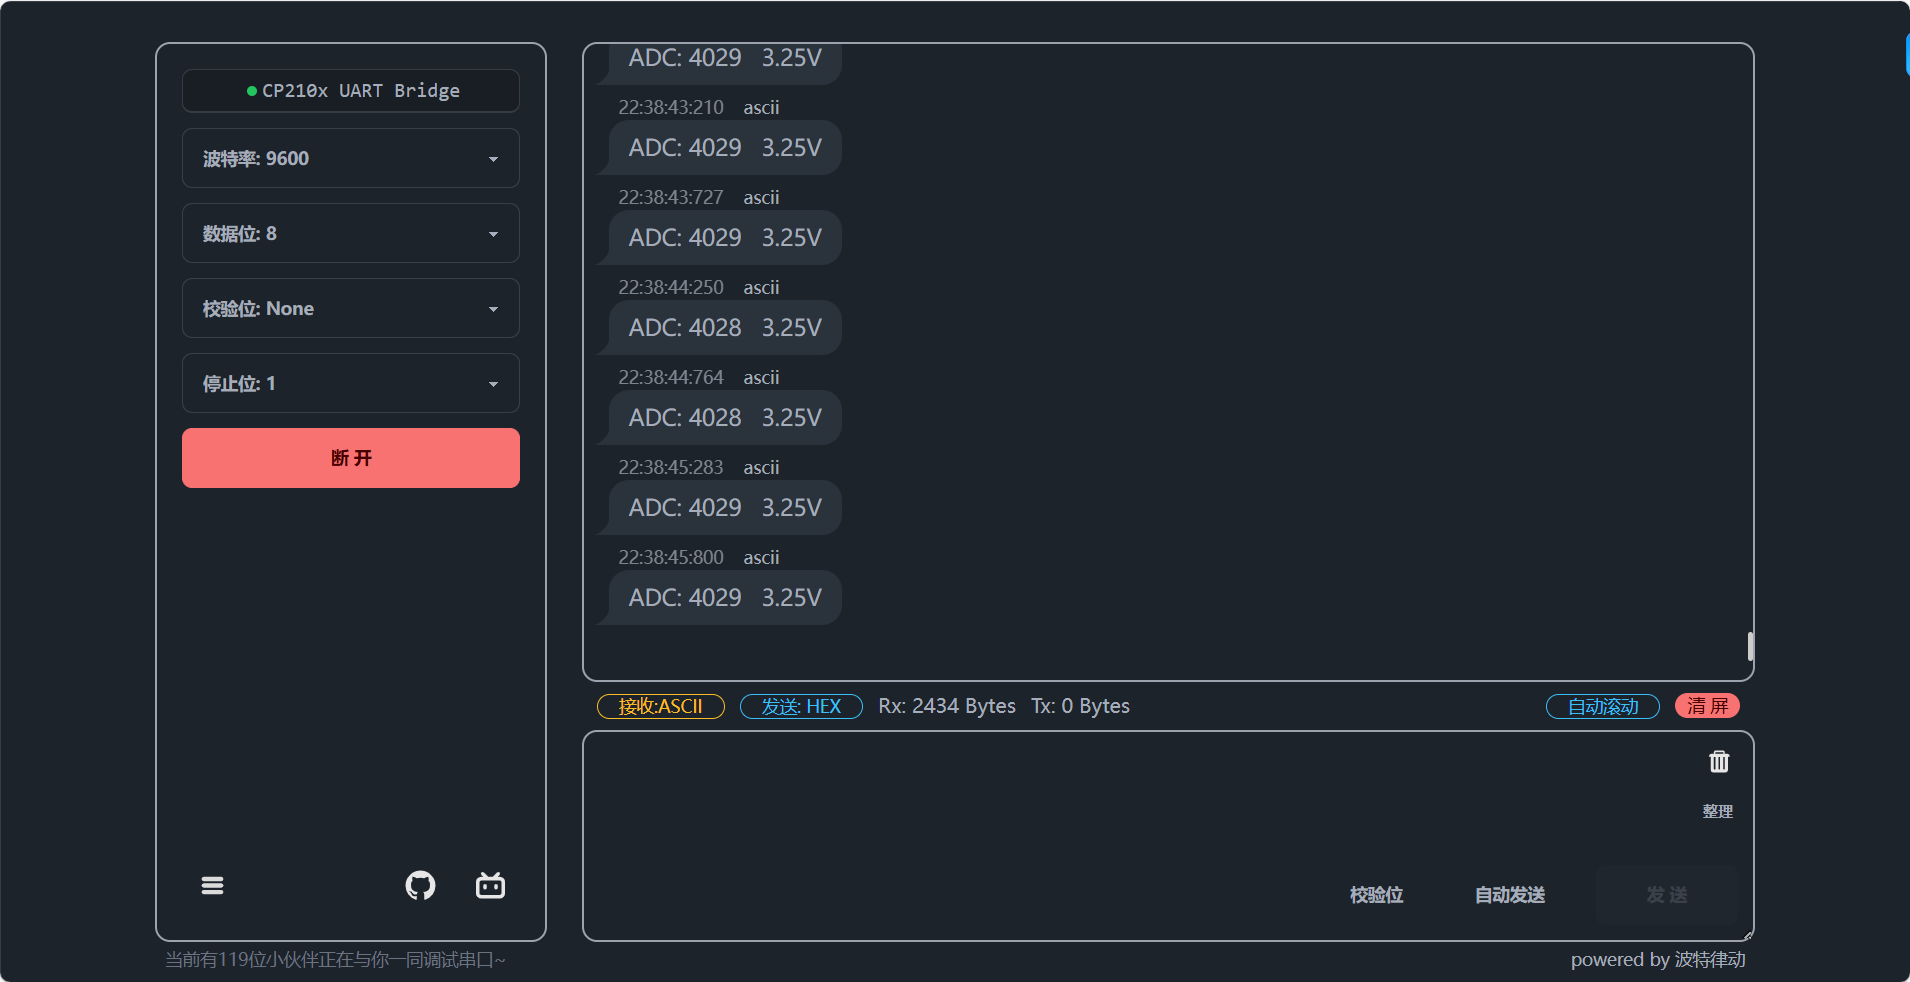 CP210x UART Bridge
波特率: 9600
数据位: 8
校验位: None
停止位: 1
断 开
当前有119位小伙伴正在与你一同调试串口~
ADC: 4029 3.25V
22:38:43:210 ascii
ADC: 4029 3.25V
22:38:43:727 ascii
ADC: 4029 3.25V
22:38:44:250 ascii
ADC: 4028 3.25V
22:38:44:764 ascii
ADC: 4028 3.25V
22:38:45:283 ascii
ADC: 4029 3.25V
22:38:45:800 ascii
ADC: 4029 3.25V
接收:ASCII 发送: HEX Rx: 2434 Bytes Tx: 0 Bytes 自动滚动 清 屏
整理
校验位 自动发送 发 送
powered by 波特律动